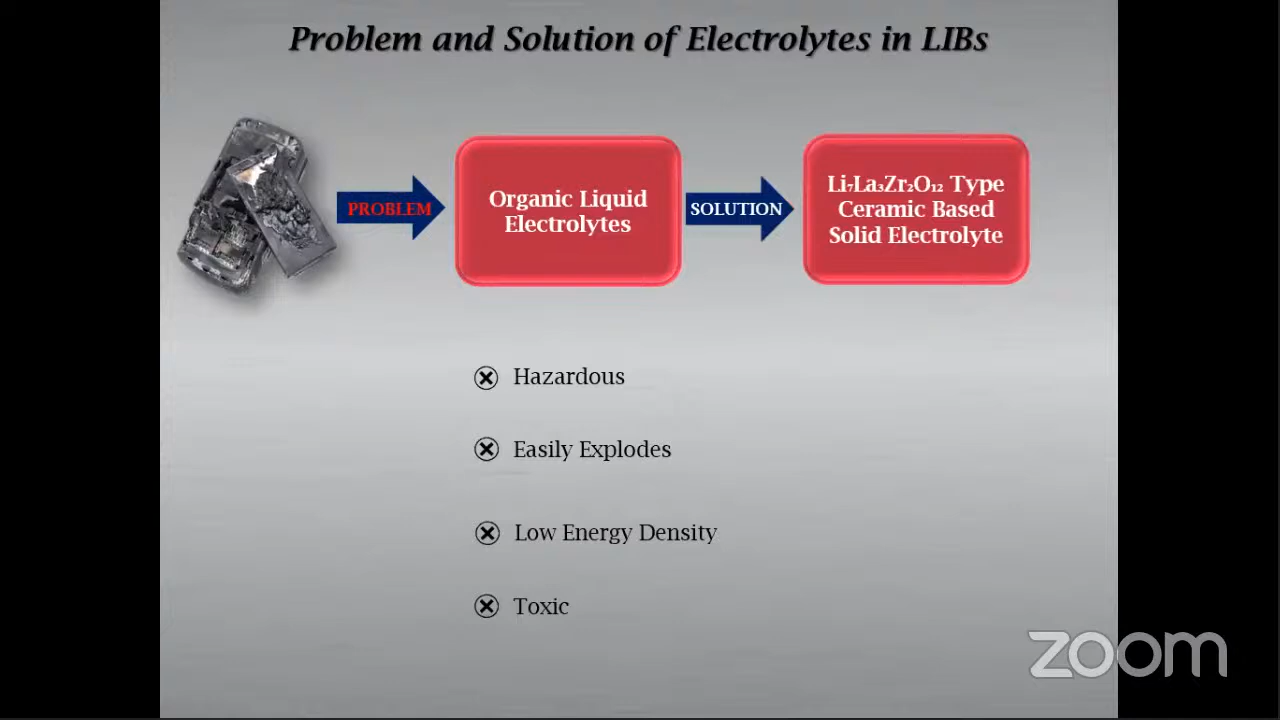 Problem and Solution of Electrolytes in LIBs
PROBLEM
Organic Liquid
Electrolytes
SOLUTION
Li₇La₃Zr₂O₁₂ Type
Ceramic Based
Solid Electrolyte
Hazardous
Easily Explodes
Low Energy Density
Toxic
zoom